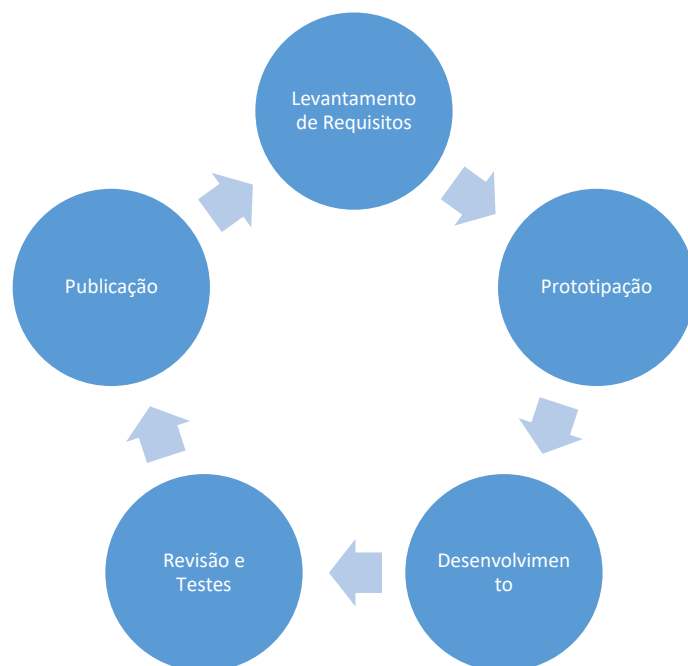 Levantamento
de Requisitos
Prototipação
Desenvolvimen
to
Revisão e
Testes
Publicação